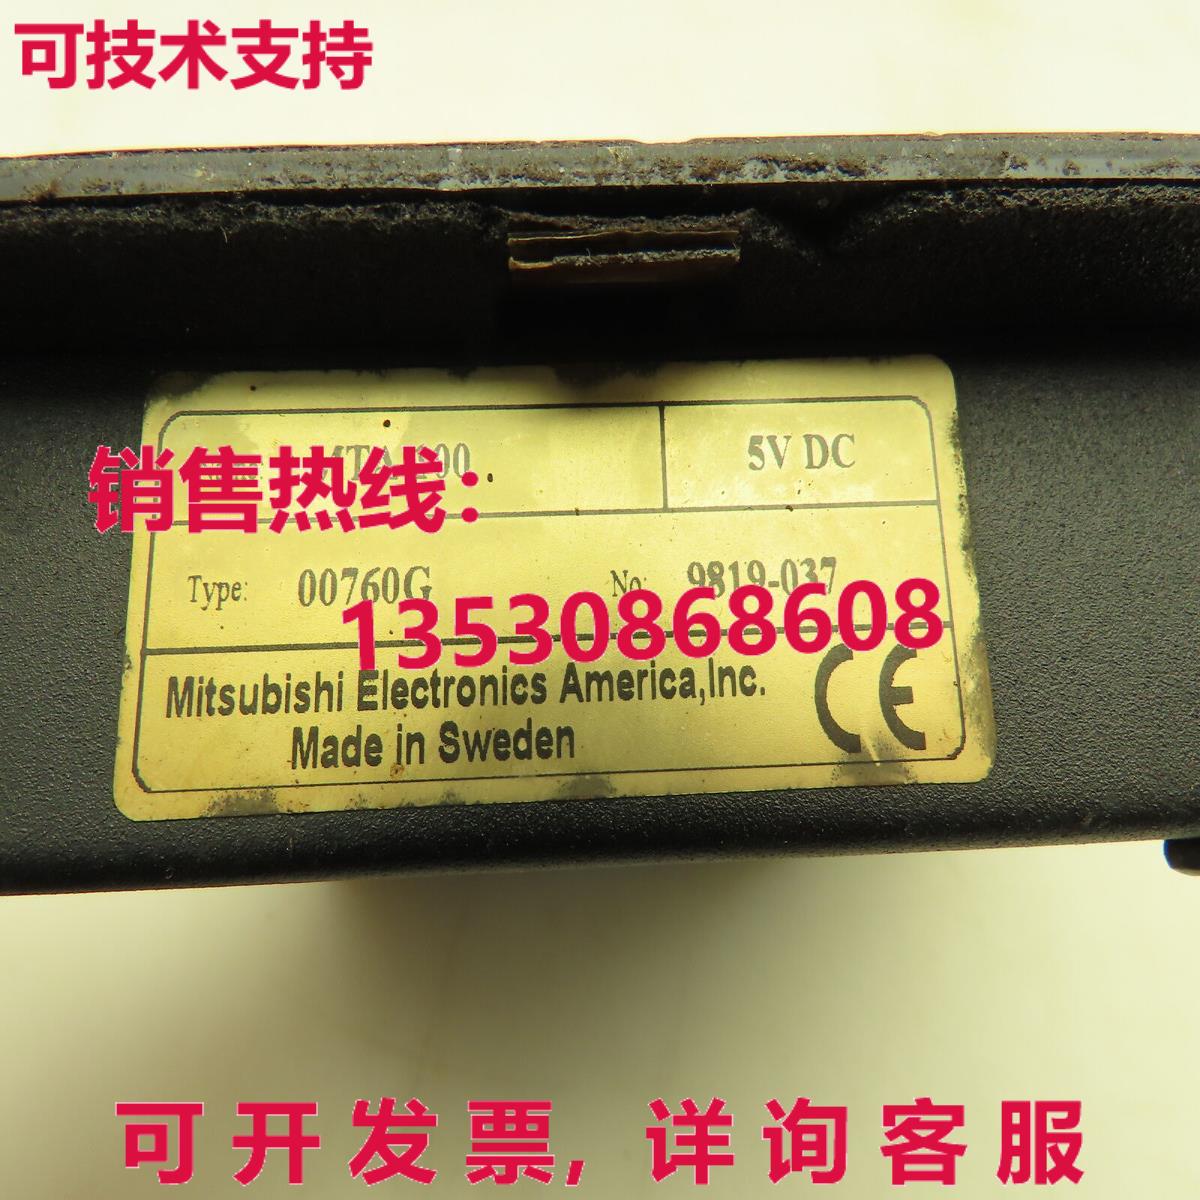 可技术支持
5V DC
销售热线：
Type: 00760G No: 9819-037
13530868608
Mitsubishi Electronics America,Inc.
Made in Sweden
CE
可开发票, 详询客服